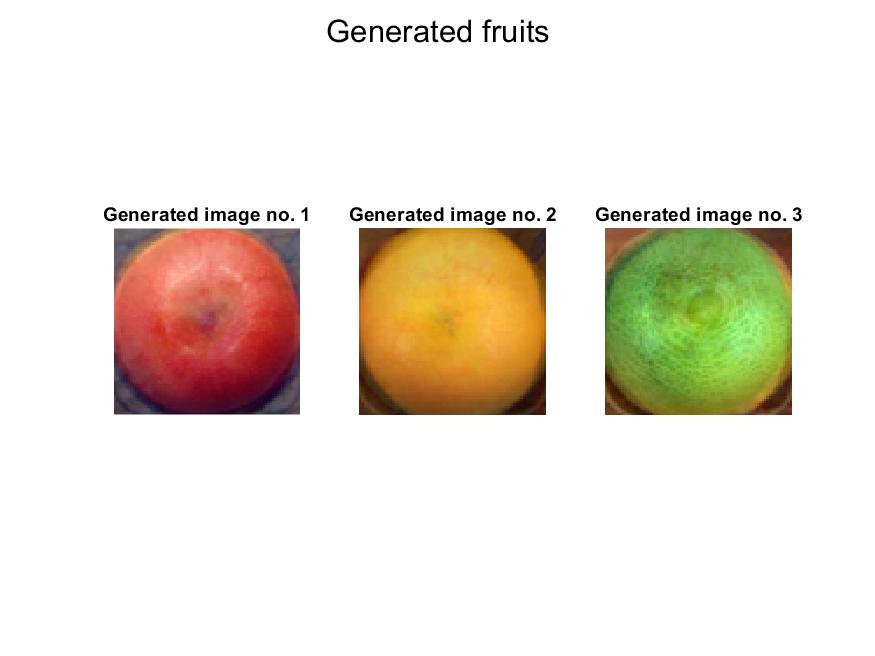 Generated fruits
Generated image no. 1
Generated image no. 2
Generated image no. 3